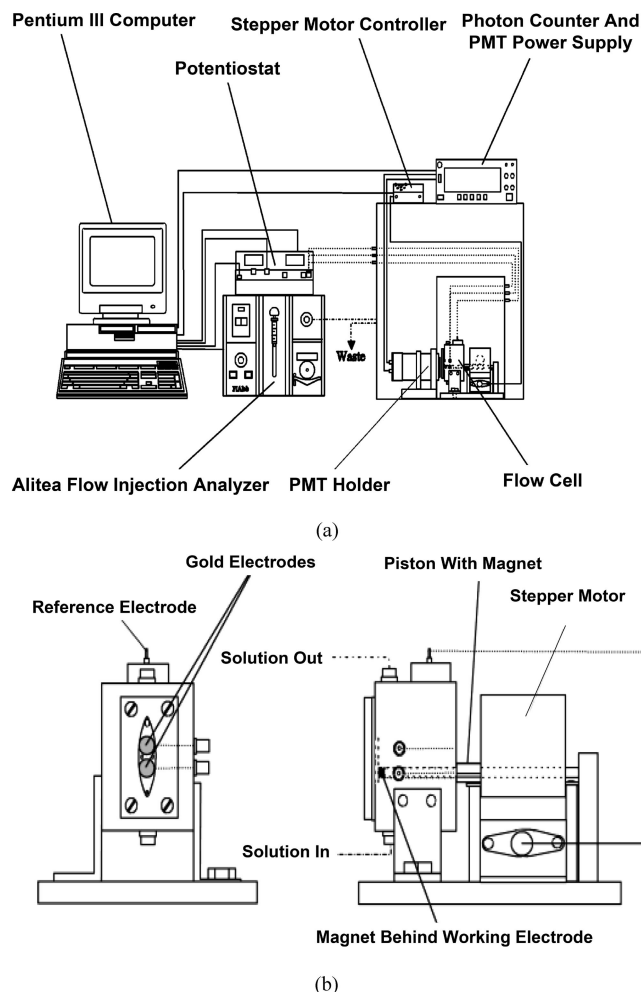 Pentium III Computer
Stepper Motor Controller
Photon Counter And
PMT Power Supply
Potentiostat
Waste
Alitea Flow Injection Analyzer
PMT Holder
Flow Cell
(a)
Gold Electrodes
Reference Electrode
Piston With Magnet
Stepper Motor
Solution Out
Solution In
Magnet Behind Working Electrode
(b)